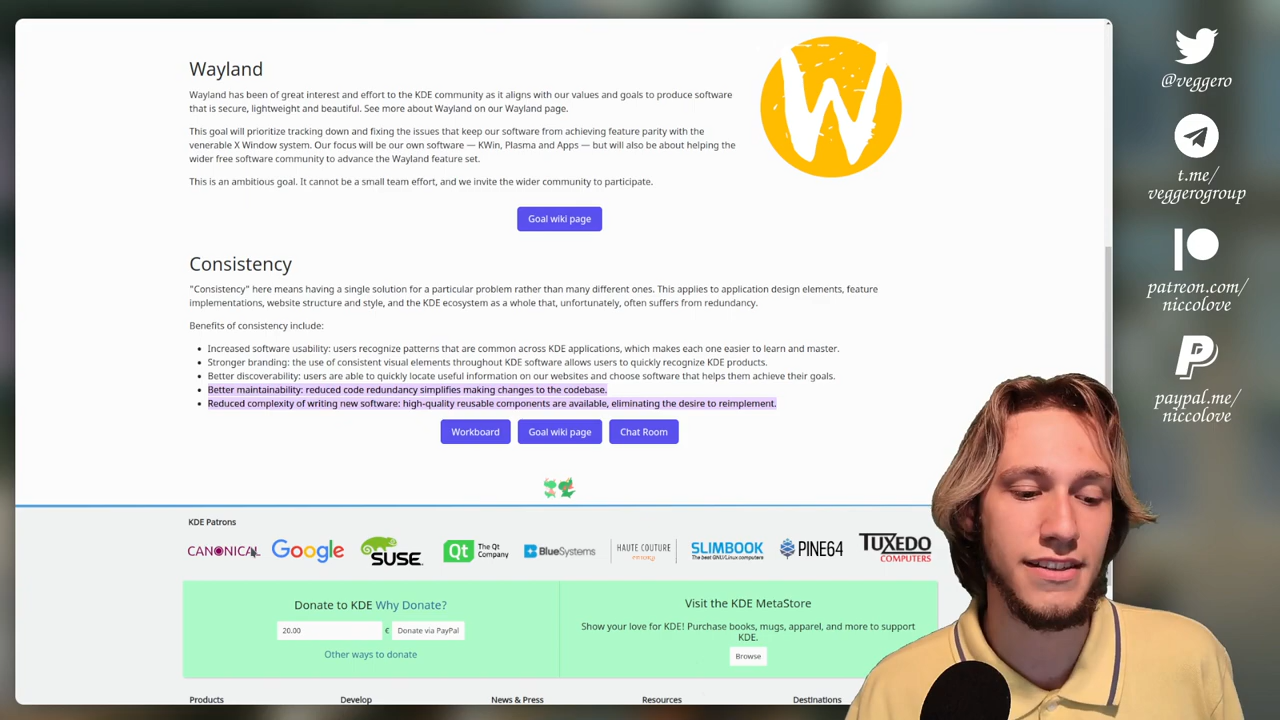 Wayland
Wayland has been of great interest and effort to the KDE community as it aligns with our values and goals to produce software
that is secure, lightweight and beautiful. See more about Wayland on our Wayland page.
This goal will prioritize tracking down and fixing the issues that keep our software from achieving feature parity with the
venerable X Window system. Our focus will be our own software — KWin, Plasma and Apps — but will also be about helping the
wider free software community to advance the Wayland feature set.
This is an ambitious goal. It cannot be a small team effort, and we invite the wider community to participate.
Goal wiki page
Consistency
"Consistency" here means having a single solution for a particular problem rather than many different ones. This applies to application design elements, feature
implementations, website structure and style, and the KDE ecosystem as a whole that, unfortunately, often suffers from redundancy.
Benefits of consistency include:
• Increased software usability: users recognize patterns that are common across KDE applications, which makes each one easier to learn and master.
• Stronger branding: the use of consistent visual elements throughout KDE software allows users to quickly recognize KDE products.
• Better discoverability: users are able to quickly locate useful information on our websites and choose software that helps them achieve their goals.
• Better maintainability: reduced code redundancy simplifies making changes to the codebase.
• Reduced complexity of writing new software: high-quality reusable components are available, eliminating the desire to reimplement.
Workboard Goal wiki page Chat Room
KDE Patrons
CANONICAL Google SUSE Qt The Qt Company BlueSystems HAUTE COUTURE SLIMBOOK The best GNU/Linux computers PINE64 TUXEDO COMPUTERS
Donate to KDE Why Donate?
20.00 € Donate via PayPal
Other ways to donate
Visit the KDE MetaStore
Show your love for KDE! Purchase books, mugs, apparel, and more to support
KDE.
Browse
Products Develop News & Press Resources Destinations
@veggero
t.me/
veggerogroup
patreon.com/
niccolove
paypal.me/
niccolove